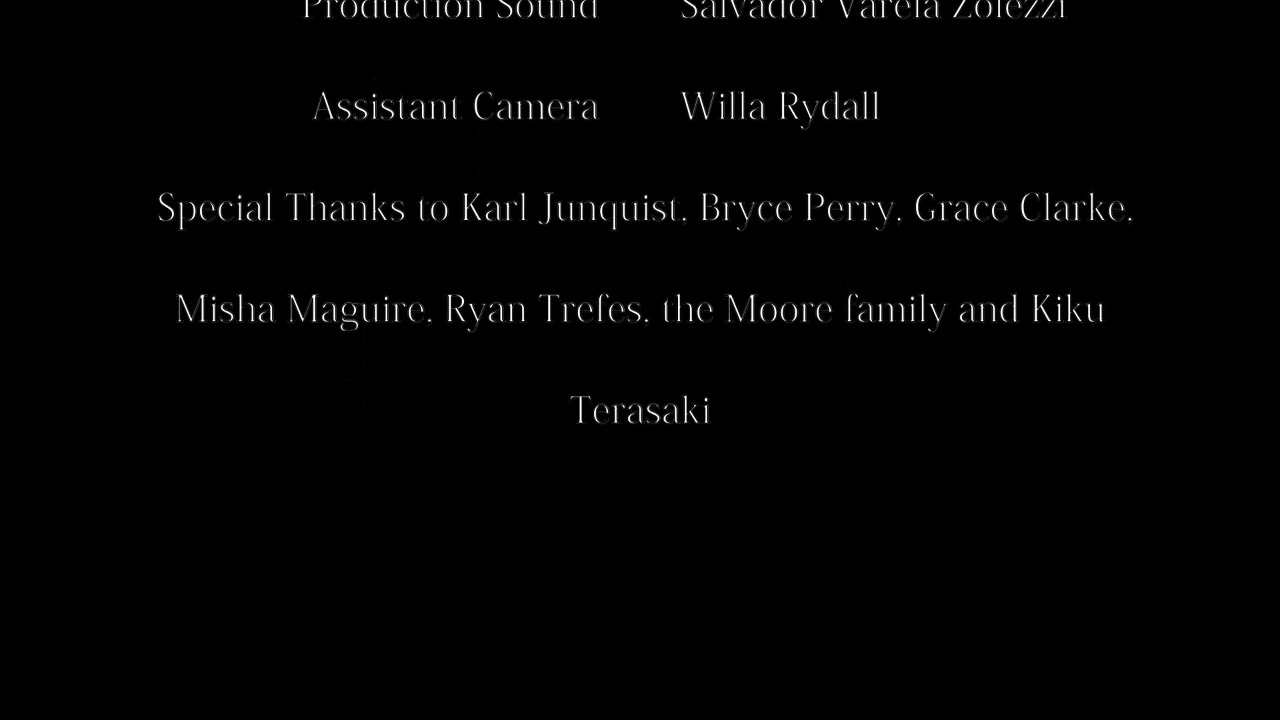 Production Sound Salvador Varela Zolezzi
Assistant Camera Willa Rydall
Special Thanks to Karl Junquist, Bryce Perry, Grace Clarke,
Misha Maguire, Ryan Trefes, the Moore family and Kiku
Terasaki